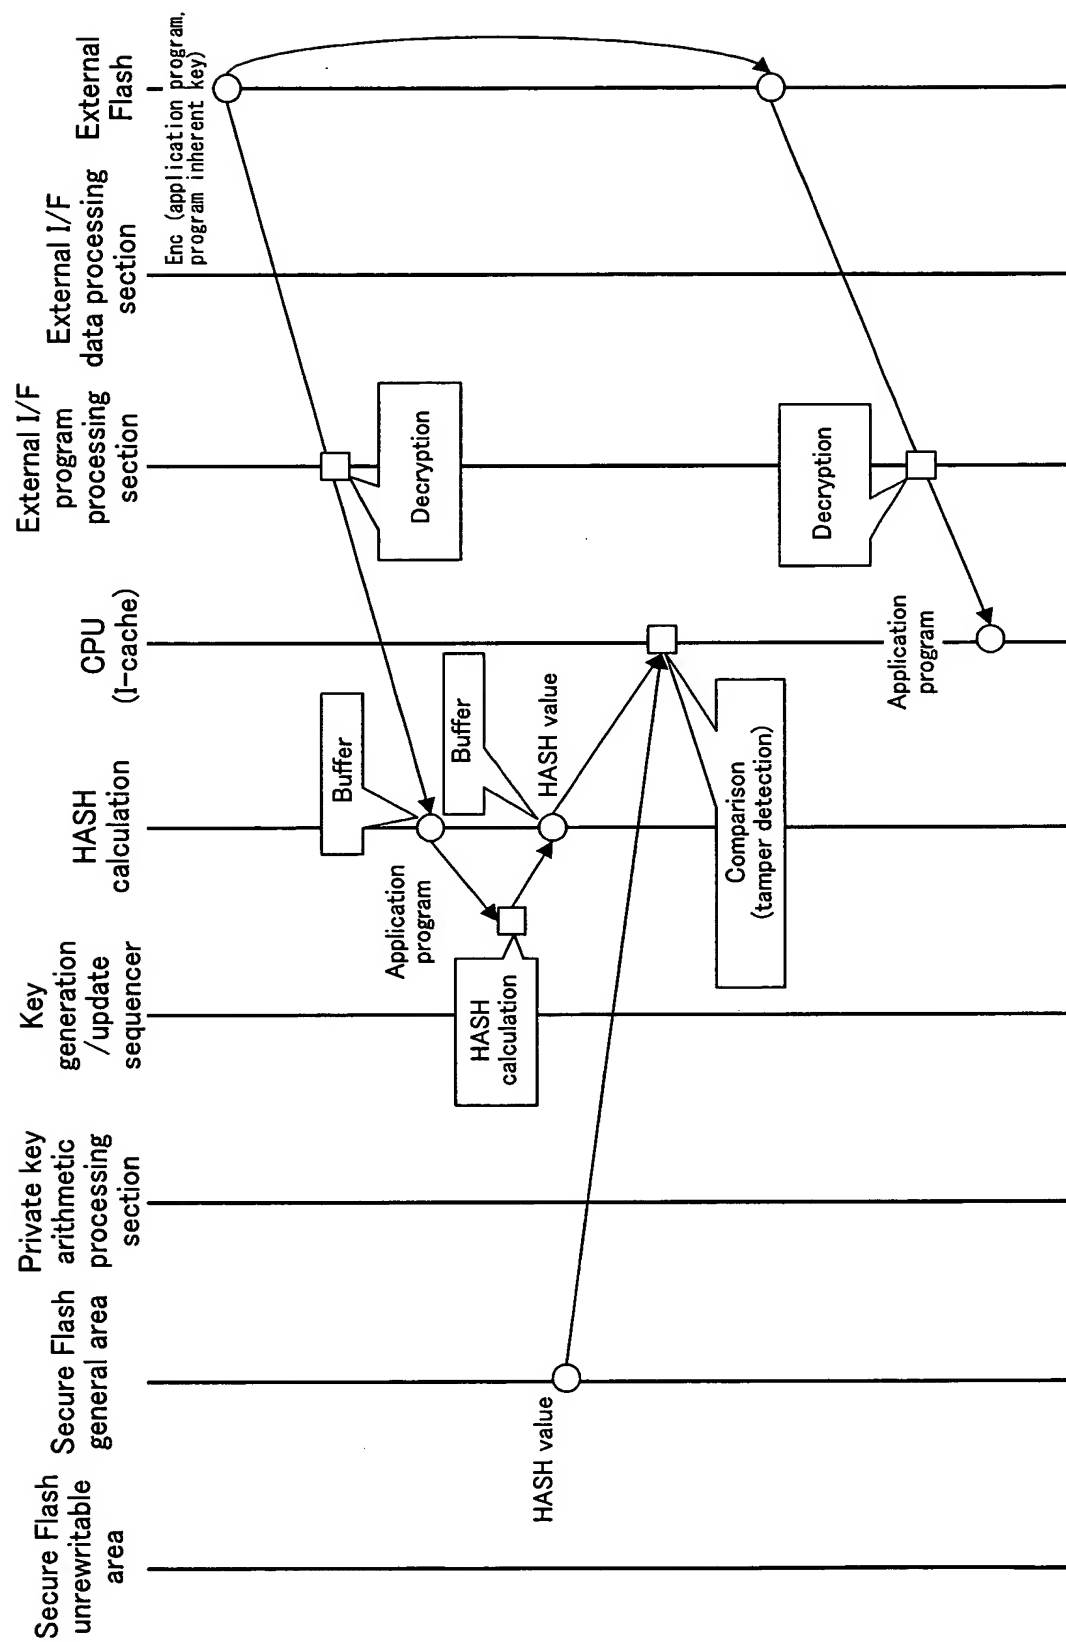 Secure Flash
unrewritable
area
Secure Flash
general area
Private key
arithmetic
processing
section
Key
generation
/update
sequencer
HASH
calculation
CPU
(I-cache)
External I/F
program
processing
section
External I/F
data processing
section
External
Flash
Enc (application program,
program inherent key)
Decryption
Buffer
Application
program
Buffer
HASH
calculation
HASH value
HASH value
Comparison
(tamper detection)
Decryption
Application
program